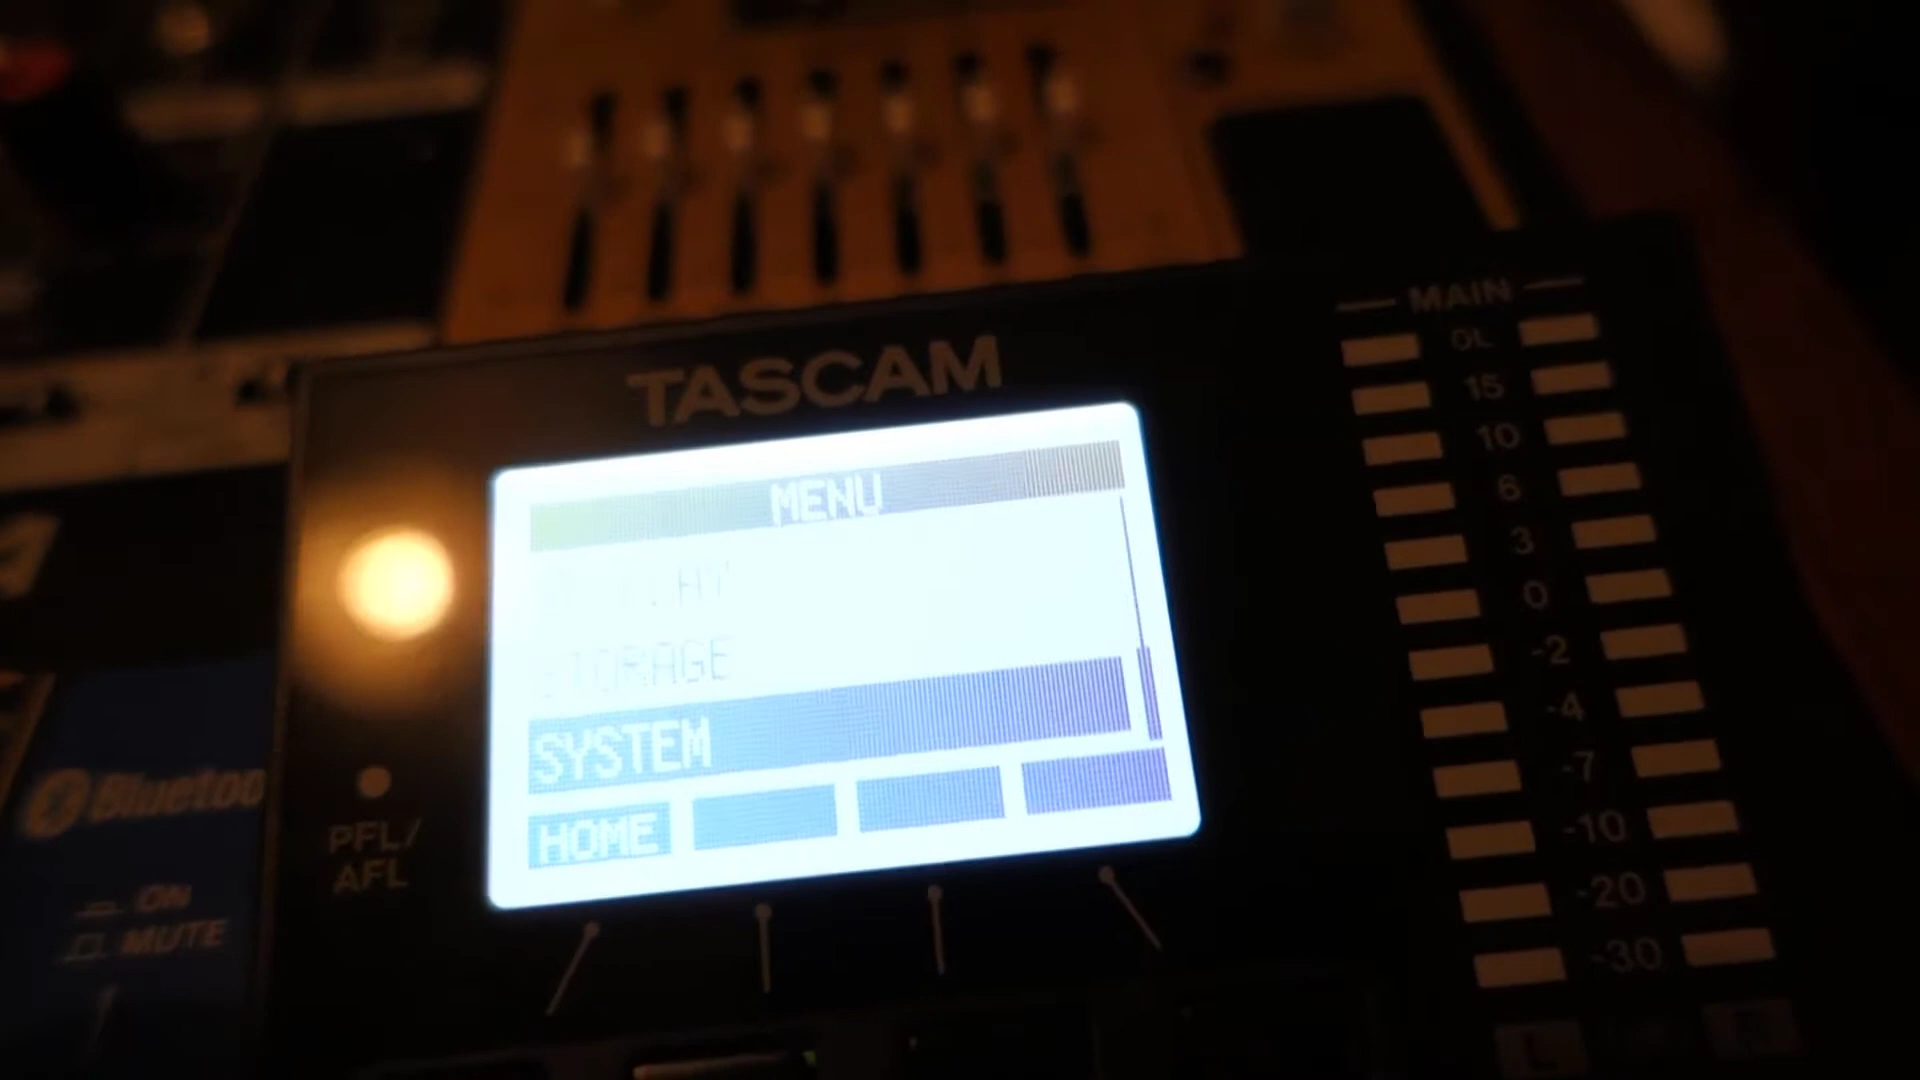 TASCAM
MENU
STORAGE
SYSTEM
HOME
PFL/
AFL
ON
MUTE
MAIN
OL
15
10
6
3
0
-2
-4
-7
-10
-20
-30
L